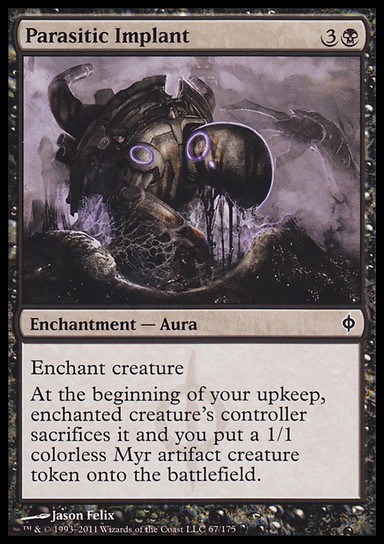 Parasitic Implant 3
Enchantment — Aura
Enchant creature
At the beginning of your upkeep,
enchanted creature's controller
sacrifices it and you put a 1/1
colorless Myr artifact creature
token onto the battlefield.
Jason Felix
™ & © 1993–2011 Wizards of the Coast LLC 67/175